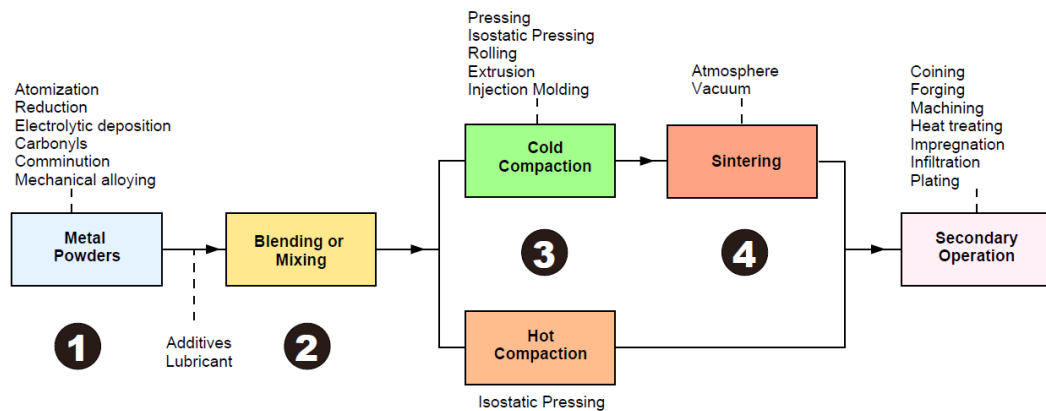 Atomization
Reduction
Electrolytic deposition
Carbonyls
Comminution
Mechanical alloying
Metal
Powders
1
Additives
Lubricant
Blending or
Mixing
2
Pressing
Isostatic Pressing
Rolling
Extrusion
Injection Molding
Cold
Compaction
3
Hot
Compaction
Isostatic Pressing
Atmosphere
Vacuum
Sintering
4
Coining
Forging
Machining
Heat treating
Impregnation
Infiltration
Plating
Secondary
Operation